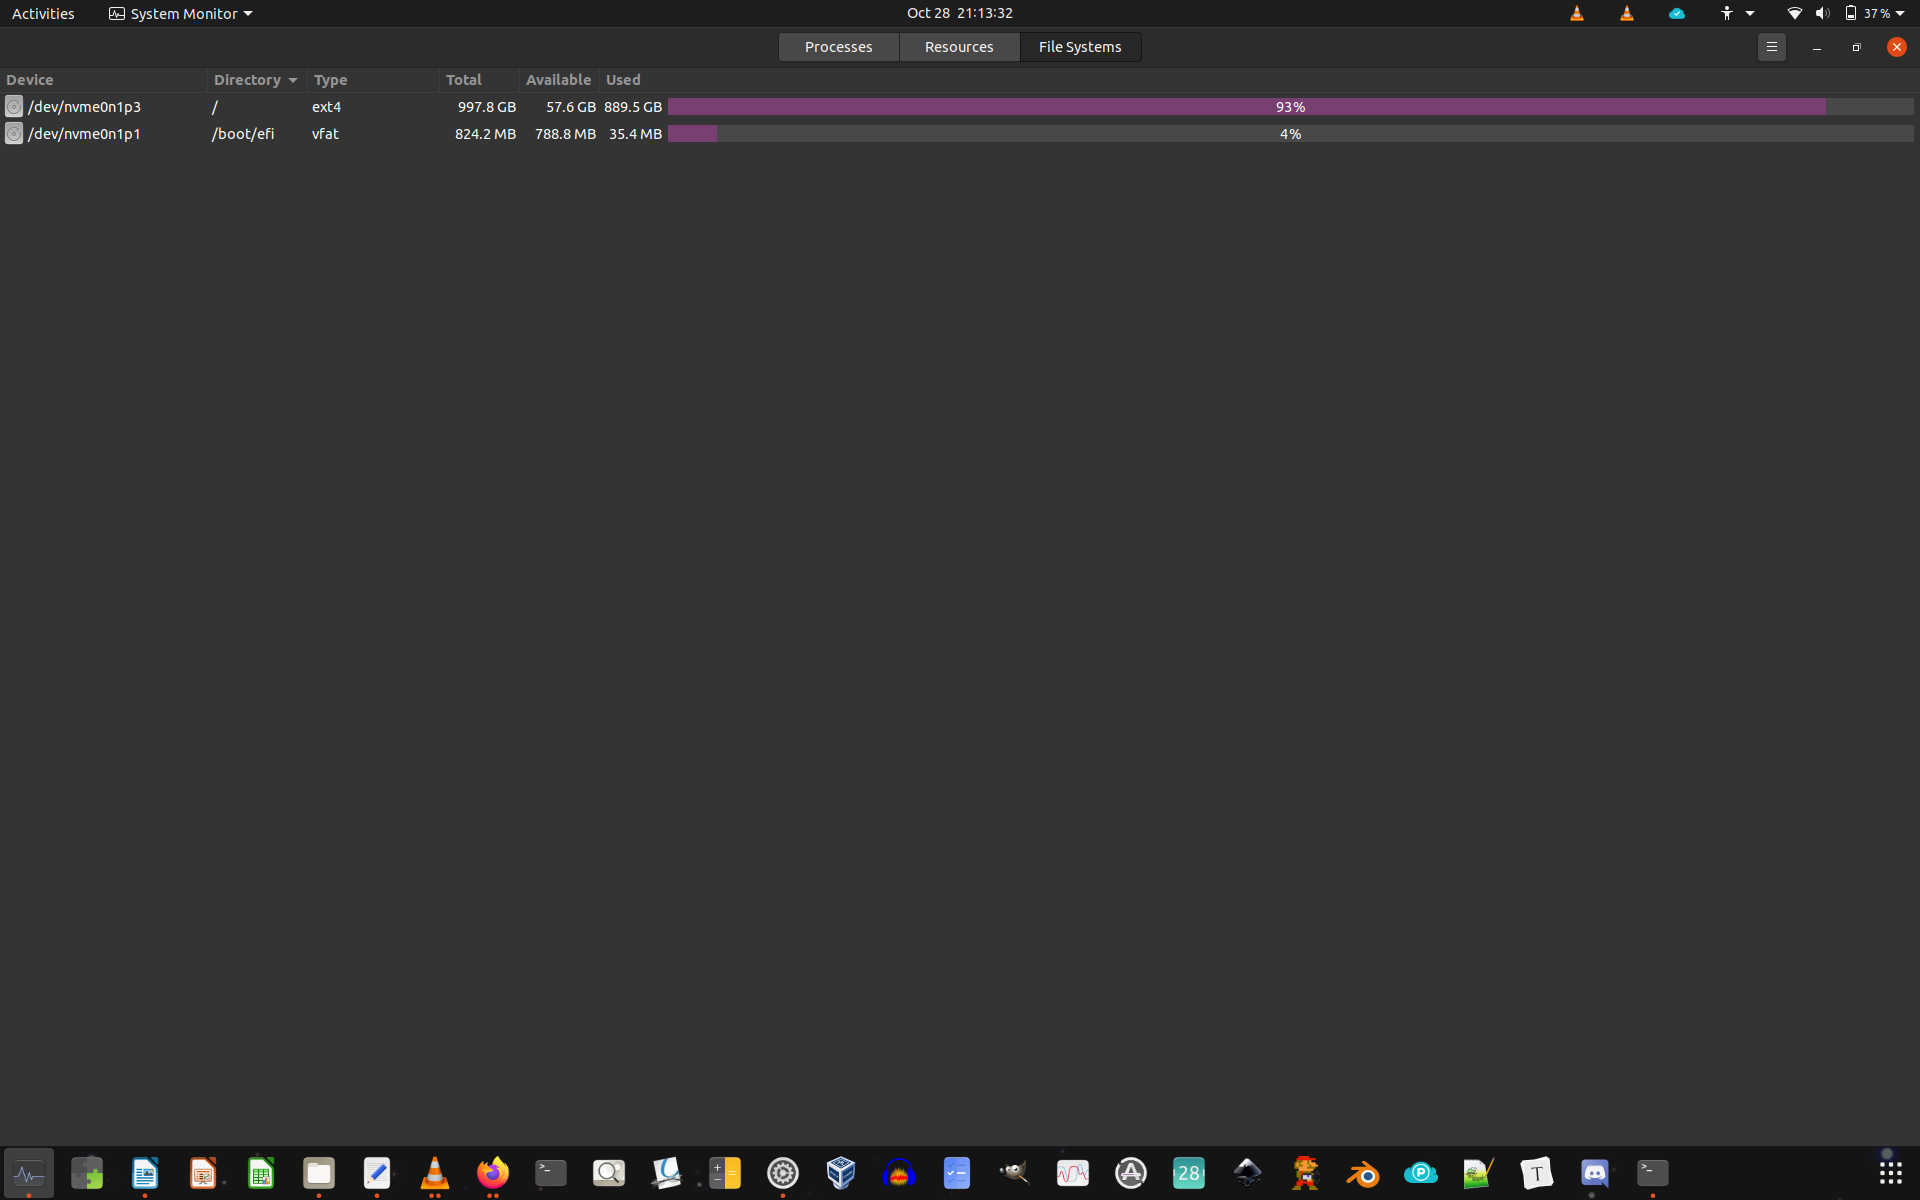 Activities System Monitor Oct 28 21:13:32 37 %
Processes Resources File Systems
Device Directory Type Total Available Used
/dev/nvme0n1p3 / ext4 997.8 GB 57.6 GB 889.5 GB 93%
/dev/nvme0n1p1 /boot/efi vfat 824.2 MB 788.8 MB 35.4 MB 4%
28
T